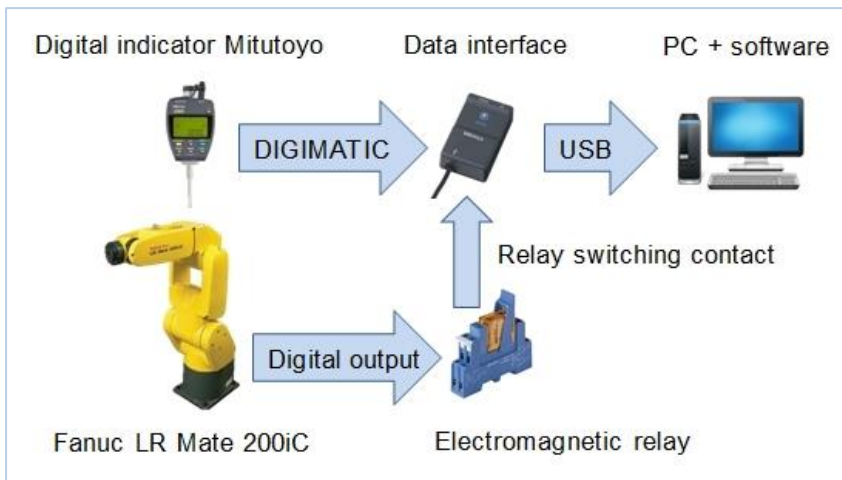 Digital indicator Mitutoyo
Data interface
PC + software
DIGIMATIC
USB
Relay switching contact
Digital output
Fanuc LR Mate 200iC
Electromagnetic relay